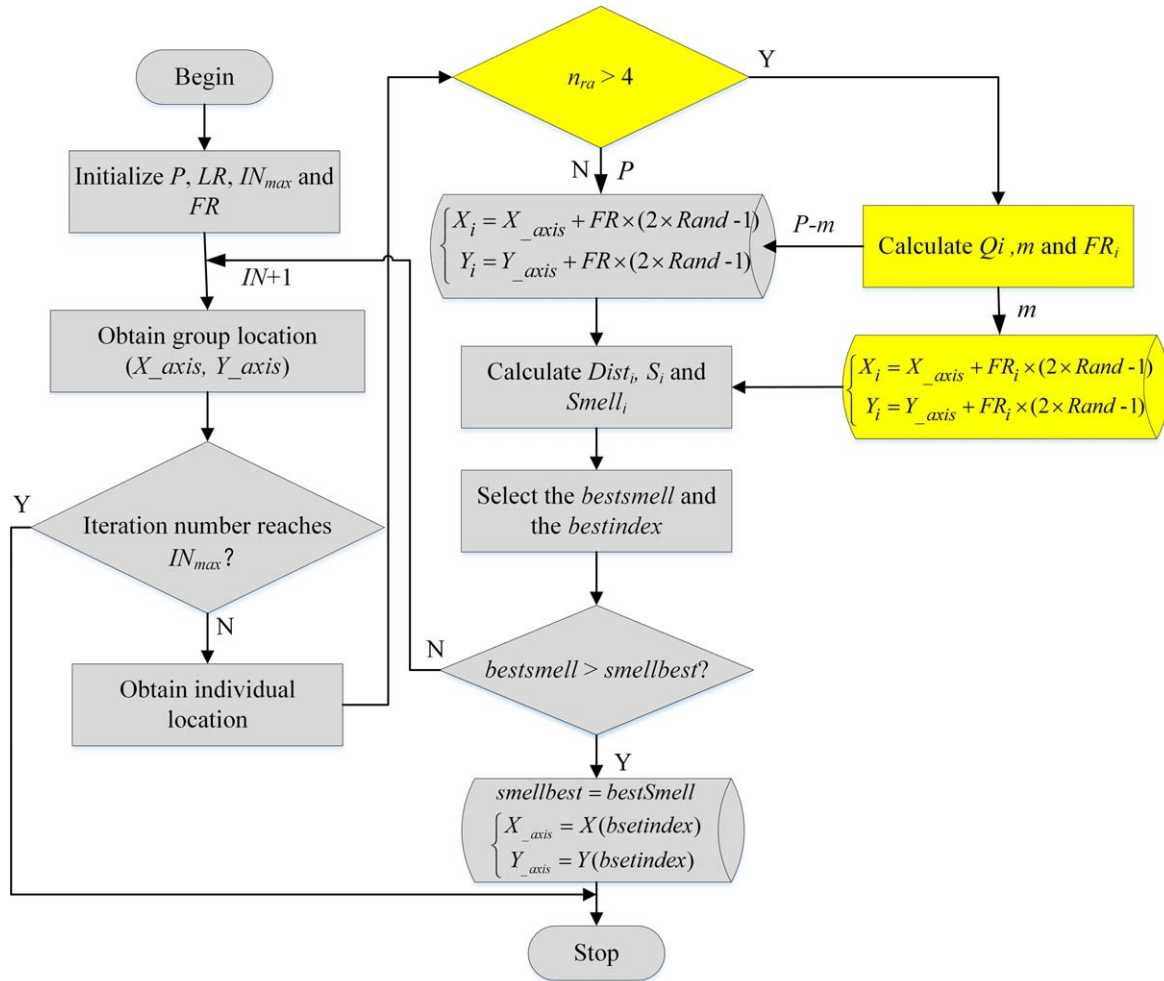 Begin
Initialize P, LR, INmax and
FR
IN+1
Obtain group location
(X_axis, Y_axis)
Y
Iteration number reaches
INmax?
N
Obtain individual
location
nra > 4
Y
N
P
Xi = X_axis + FR×(2×Rand-1)
Yi = Y_axis + FR×(2×Rand-1)
P-m
Calculate Qi ,m and FRi
m
Xi = X_axis + FRi×(2×Rand-1)
Yi = Y_axis + FRi×(2×Rand-1)
Calculate Disti, Si and
Smelli
Select the bestsmell and
the bestindex
N
bestsmell > smellbest?
Y
smellbest = bestSmell
X_axis = X(bsetindex)
Y_axis = Y(bsetindex)
Stop